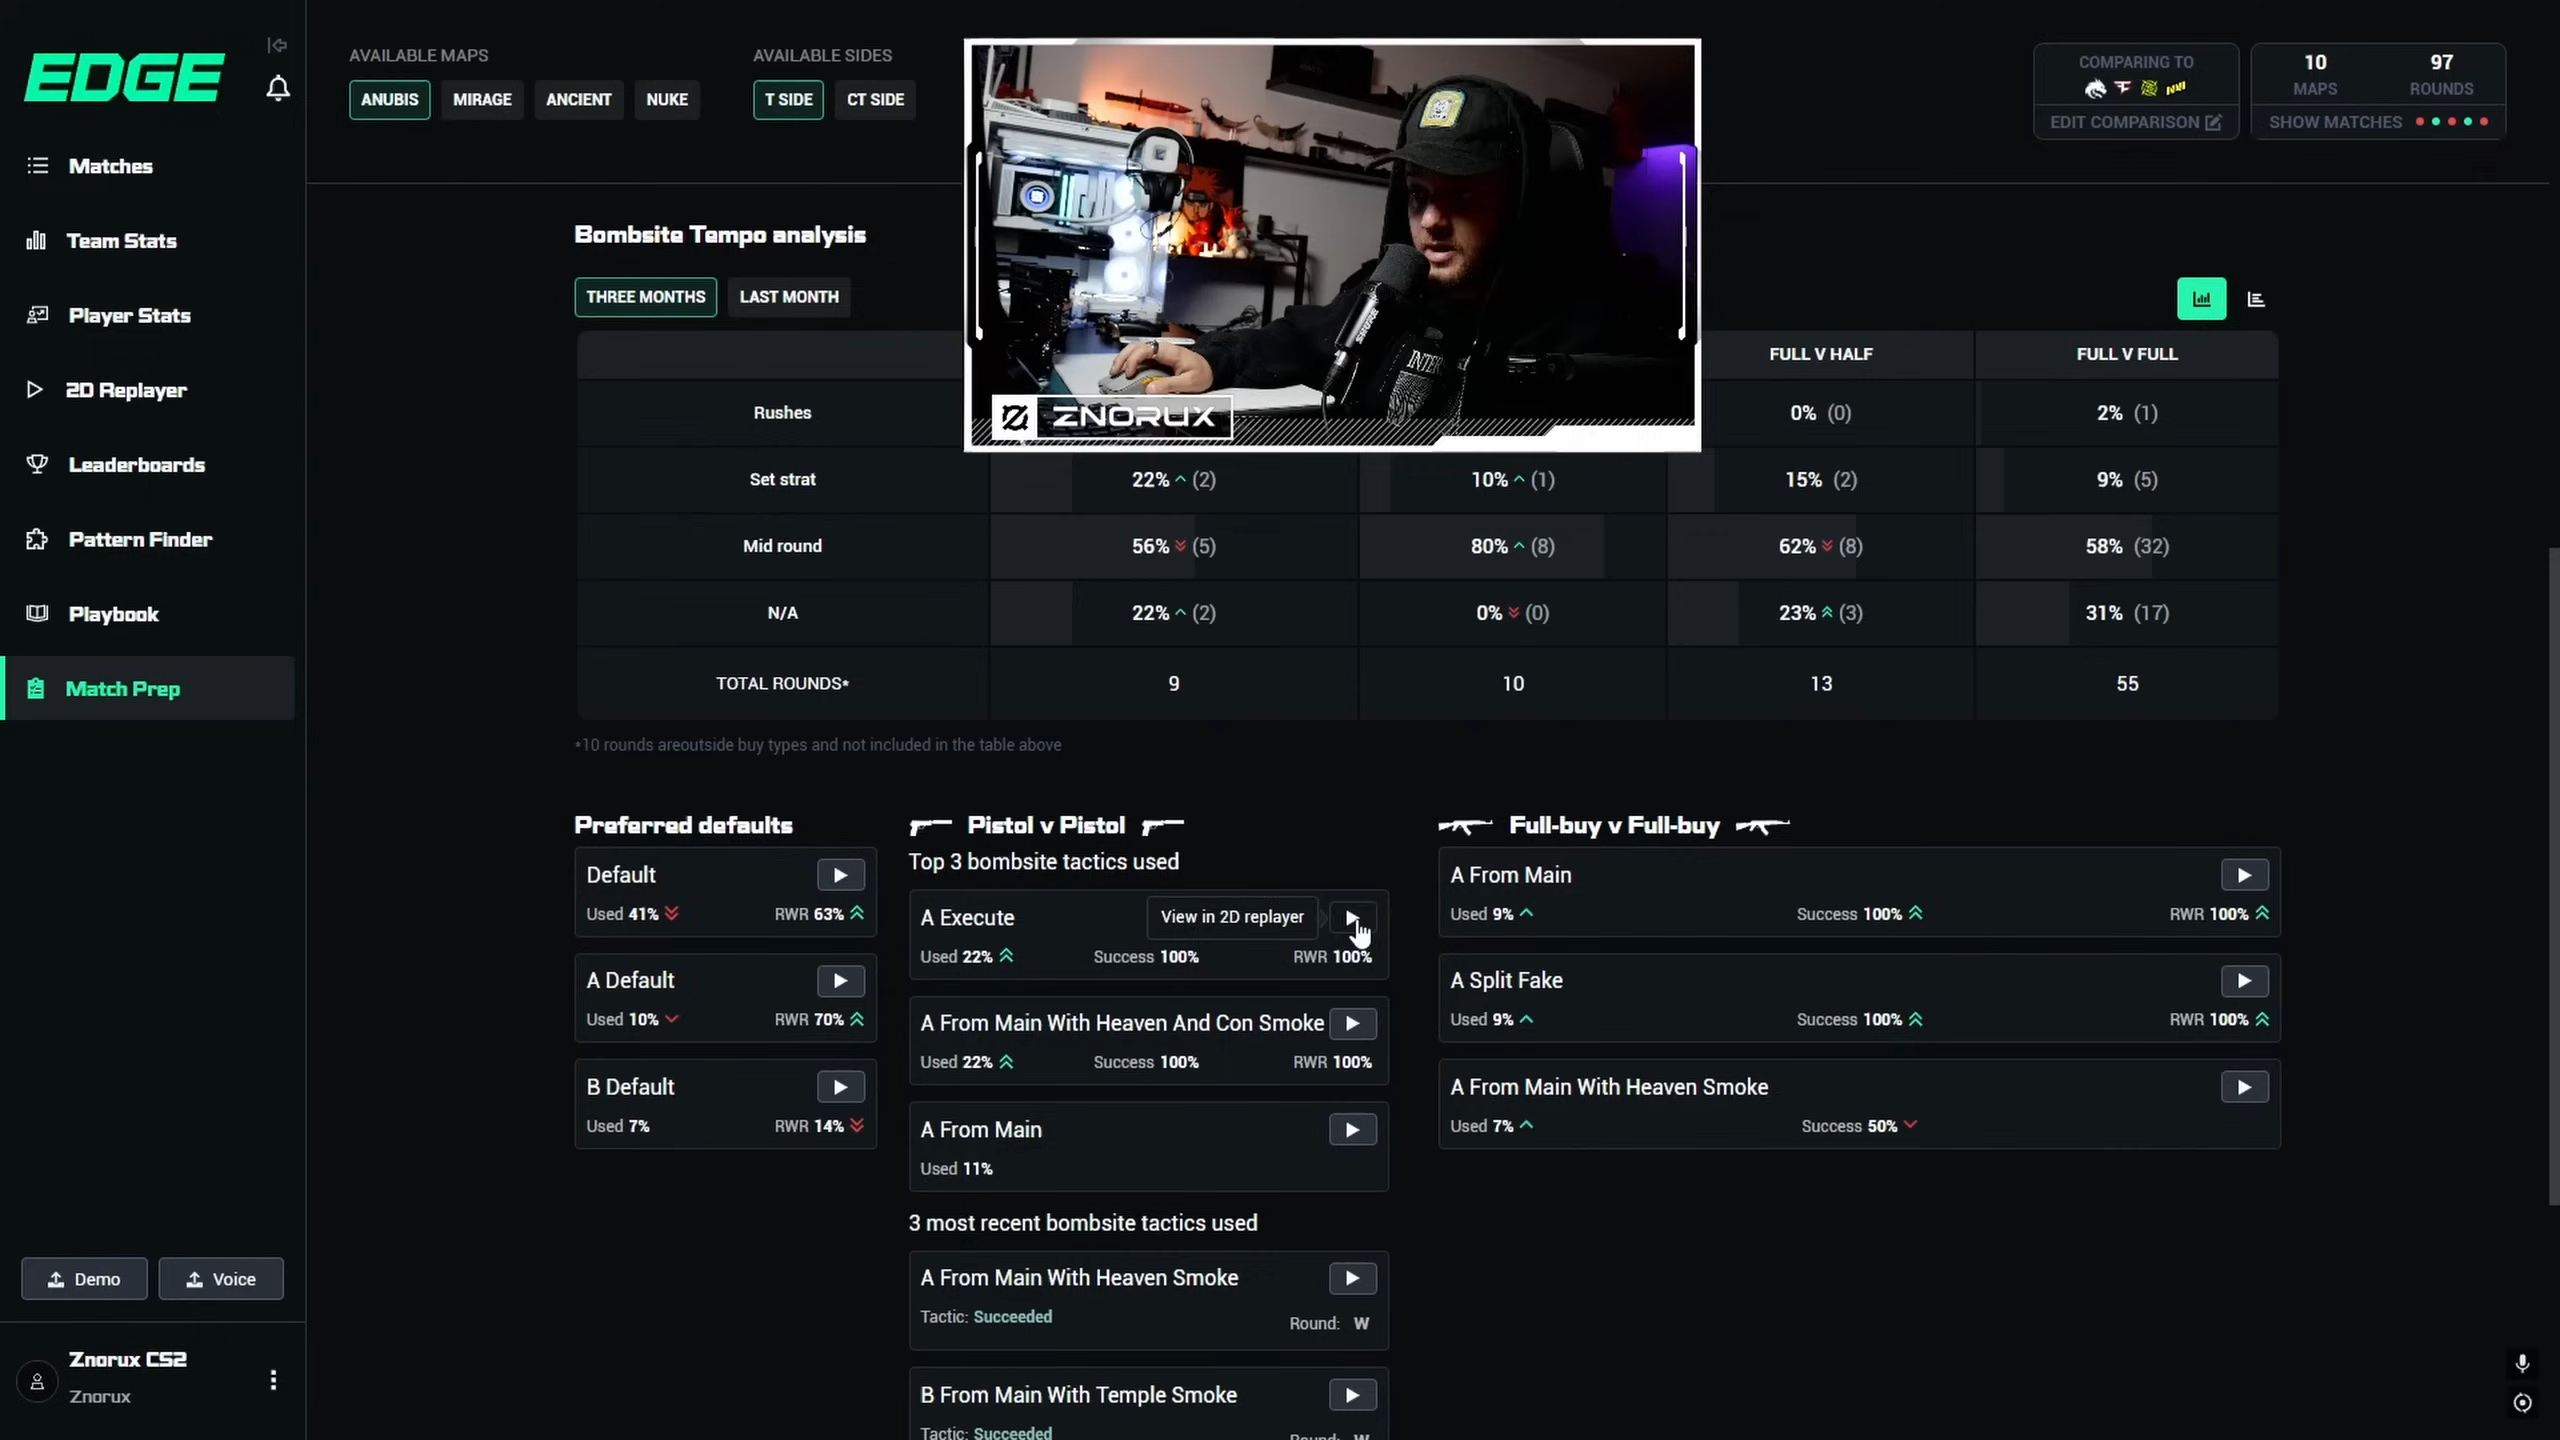 EDGE
Matches
Team Stats
Player Stats
2D Replayer
Leaderboards
Pattern Finder
Playbook
Match Prep
Demo
Voice
Znorux CS2
Znorux
AVAILABLE MAPS
ANUBIS MIRAGE ANCIENT NUKE
AVAILABLE SIDES
T SIDE CT SIDE
COMPARING TO
EDIT COMPARISON
10 MAPS
97 ROUNDS
SHOW MATCHES
SHURE
ZNORUX
Bombsite Tempo analysis
THREE MONTHS LAST MONTH
FULL V HALF FULL V FULL
Rushes 0% (0) 2% (1)
Set strat 22% (2) 10% (1) 15% (2) 9% (5)
Mid round 56% (5) 80% (8) 62% (8) 58% (32)
N/A 22% (2) 0% (0) 23% (3) 31% (17)
TOTAL ROUNDS* 9 10 13 55
*10 rounds areoutside buy types and not included in the table above
Preferred defaults
Default
Used 41% RWR 63%
A Default
Used 10% RWR 70%
B Default
Used 7% RWR 14%
Pistol v Pistol
Top 3 bombsite tactics used
A Execute
View in 2D replayer
Used 22% Success 100% RWR 100%
A From Main With Heaven And Con Smoke
Used 22% Success 100% RWR 100%
A From Main
Used 11%
3 most recent bombsite tactics used
A From Main With Heaven Smoke
Tactic: Succeeded Round: W
B From Main With Temple Smoke
Tactic: Succeeded Round: W
Full-buy v Full-buy
A From Main
Used 9% Success 100% RWR 100%
A Split Fake
Used 9% Success 100% RWR 100%
A From Main With Heaven Smoke
Used 7% Success 50%